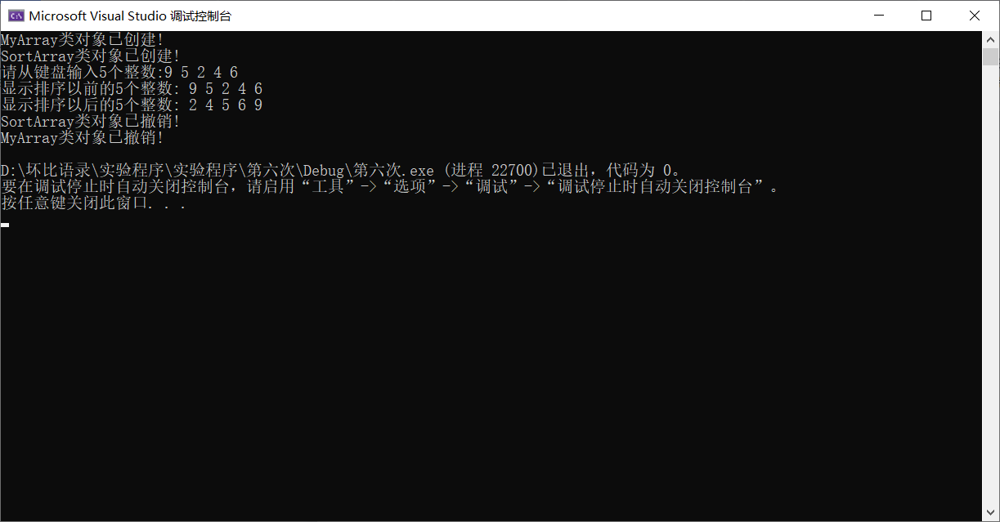 Microsoft Visual Studio 调试控制台
MyArray类对象已创建!
SortArray类对象已创建!
请从键盘输入5个整数:9 5 2 4 6
显示排序以前的5个整数: 9 5 2 4 6
显示排序以后的5个整数: 2 4 5 6 9
SortArray类对象已撤销!
MyArray类对象已撤销!
D:\坏比语录\实验程序\实验程序\第六次\Debug\第六次.exe (进程 22700)已退出，代码为 0。
要在调试停止时自动关闭控制台，请启用“工具”->“选项”->“调试”->“调试停止时自动关闭控制台”。
按任意键关闭此窗口. . .